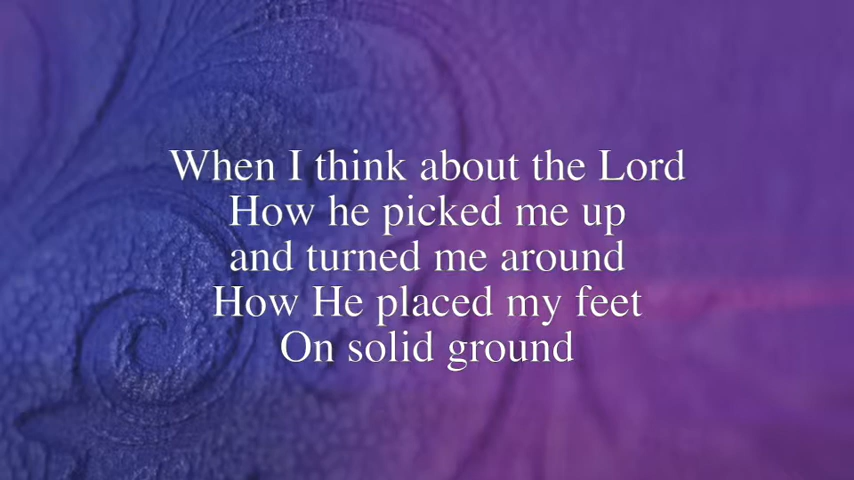 When I think about the Lord
How he picked me up
and turned me around
How He placed my feet
On solid ground